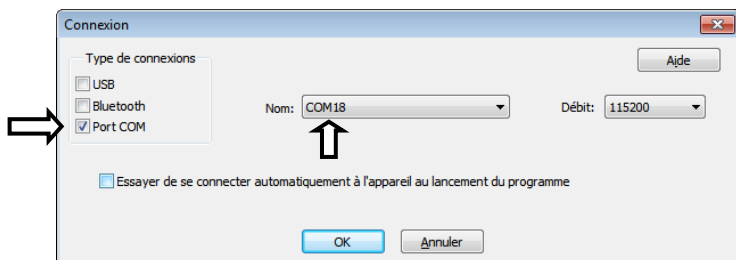 Connexion
Type de connexions
Aide
USB
Bluetooth
Nom: COM18
Débit: 115200
Port COM
Essayer de se connecter automatiquement à l'appareil au lancement du programme
OK
Annuler